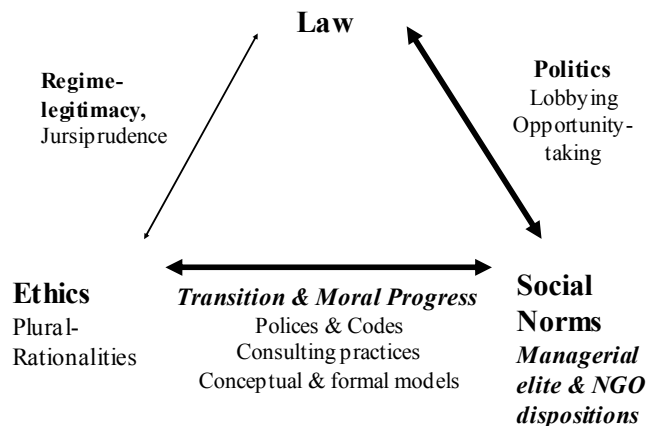 Law
Regime-
legitimacy,
Jursiprudence
Politics
Lobbying
Opportunity-
taking
Ethics
Plural-
Rationalities
Transition & Moral Progress
Polices & Codes
Consulting practices
Conceptual & formal models
Social
Norms
Managerial
elite & NGO
dispositions